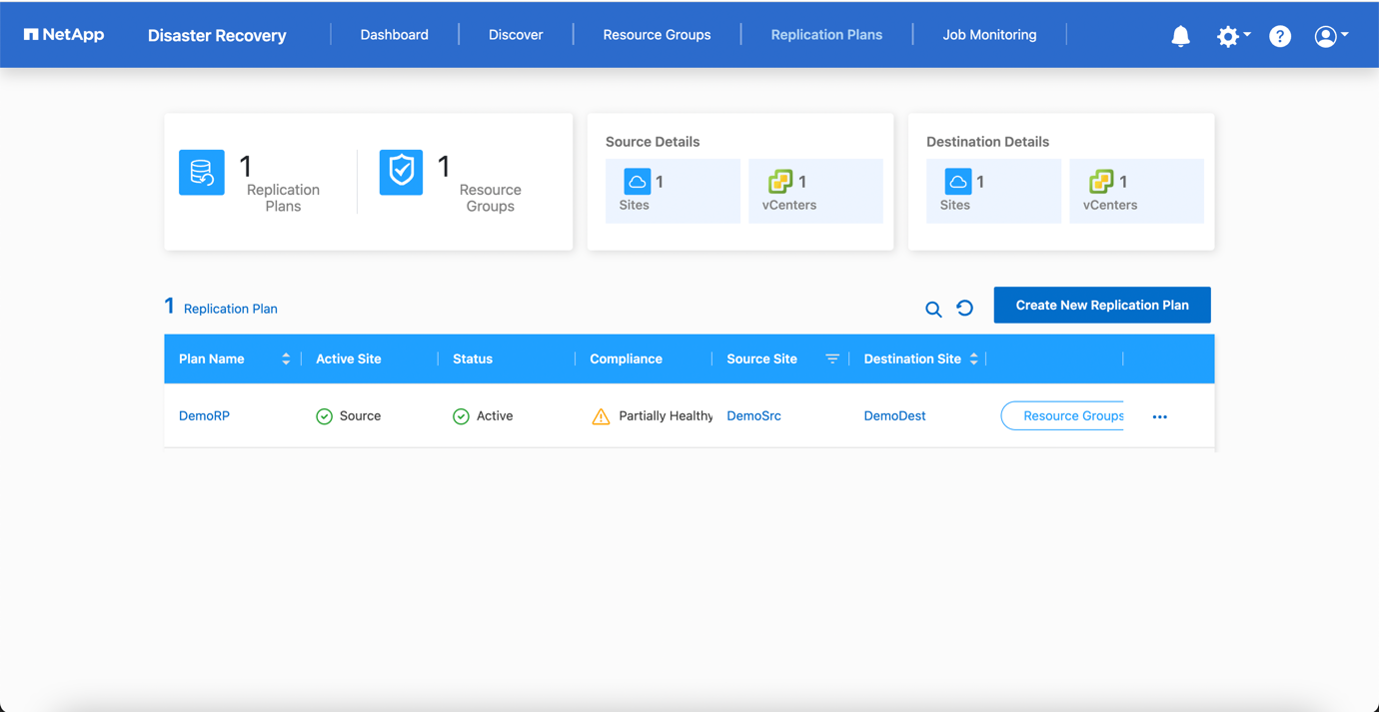 NetApp Disaster Recovery Dashboard Discover Resource Groups Replication Plans Job Monitoring ?
1
Replication
Plans
1
Resource
Groups
Source Details
1
Sites
1
vCenters
Destination Details
1
Sites
1
vCenters
1 Replication Plan
Create New Replication Plan
Plan Name Active Site Status Compliance Source Site Destination Site
DemoRP Source Active Partially Healthy DemoSrc DemoDest Resource Groups ...